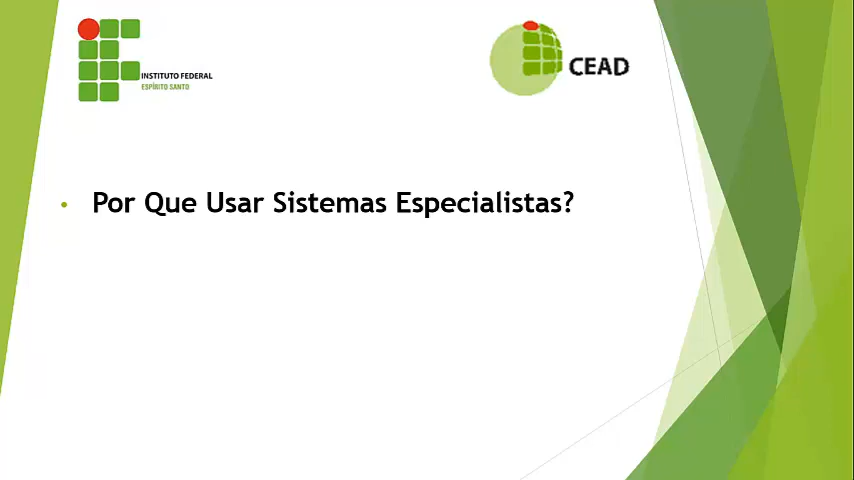 INSTITUTO FEDERAL
ESPÍRITO SANTO
CEAD
• Por Que Usar Sistemas Especialistas?